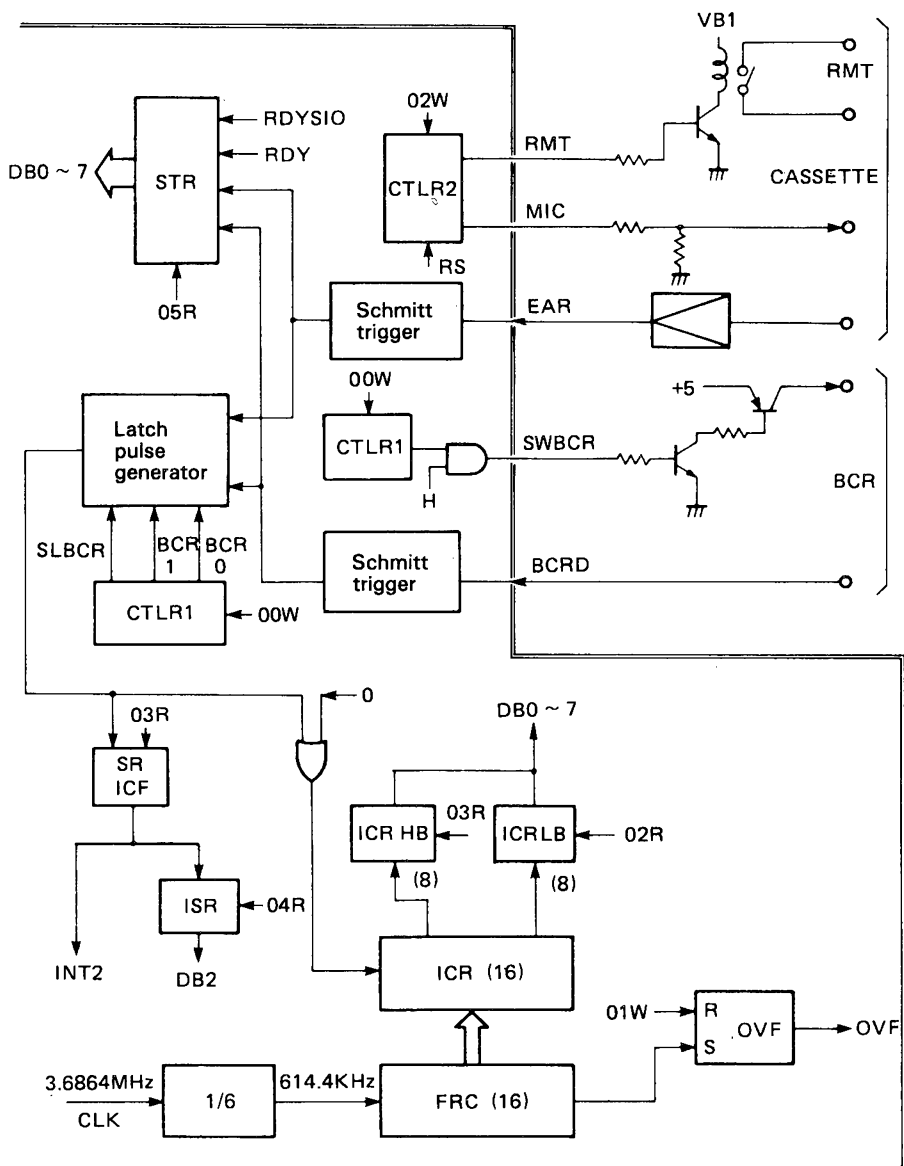 VB1
RMT
02W
RDYSIO
RMT
RDY
DB0 ~ 7
STR
CTLR2
CASSETTE
MIC
RS
05R
EAR
Schmitt
trigger
00W
+5
Latch
pulse
generator
CTLR1
SWBCR
H
BCR
SLBCR
BCR
1
BCR
0
Schmitt
trigger
BCRD
CTLR1
00W
0
03R
DB0 ~ 7
SR
ICF
ICR HB
03R
ICR LB
02R
(8)
(8)
ISR
04R
INT2
DB2
ICR (16)
01W
R
OVF
OVF
S
3.6864MHz
614.4KHz
1/6
FRC (16)
CLK